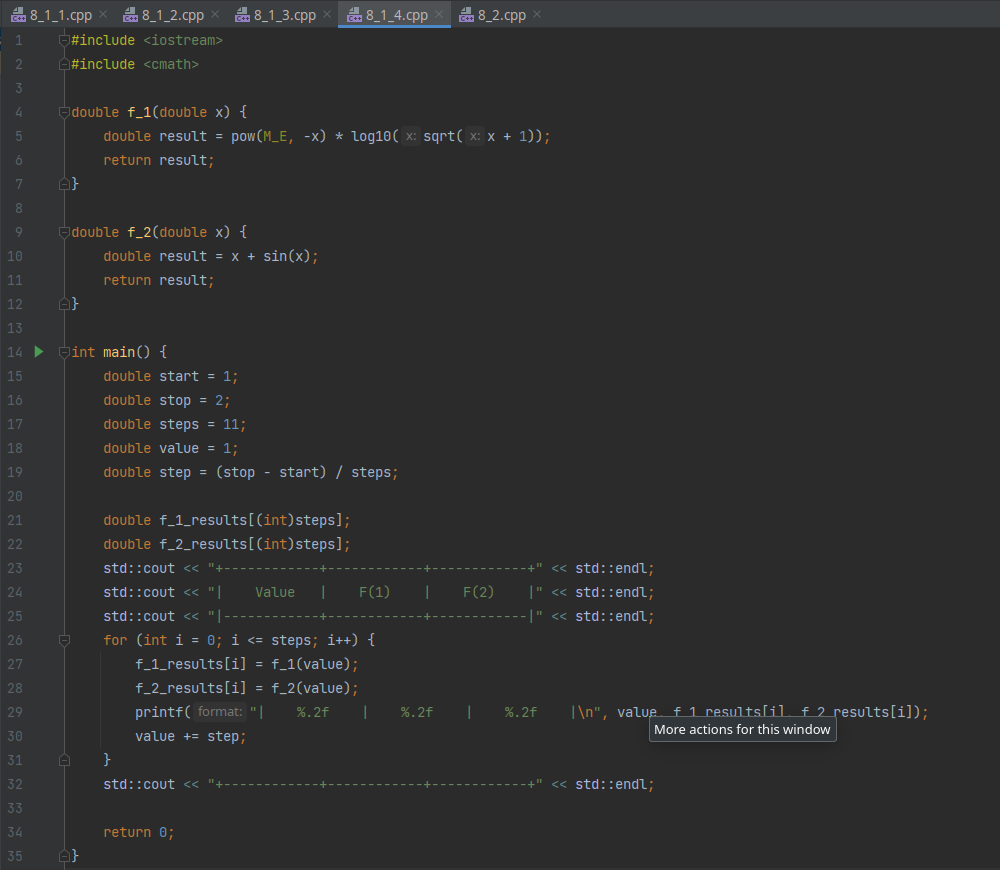 8_1_1.cpp 8_1_2.cpp 8_1_3.cpp 8_1_4.cpp 8_2.cpp
1 #include <iostream>
2 #include <cmath>
3
4 double f_1(double x) {
5     double result = pow(M_E, -x) * log10( x: sqrt( x: x + 1));
6     return result;
7 }
8
9 double f_2(double x) {
10     double result = x + sin(x);
11     return result;
12 }
13
14 int main() {
15     double start = 1;
16     double stop = 2;
17     double steps = 11;
18     double value = 1;
19     double step = (stop - start) / steps;
20
21     double f_1_results[(int)steps];
22     double f_2_results[(int)steps];
23     std::cout << "+------------+------------+------------+" << std::endl;
24     std::cout << "|    Value   |    F(1)    |    F(2)    |" << std::endl;
25     std::cout << "|------------+------------+------------|" << std::endl;
26     for (int i = 0; i <= steps; i++) {
27         f_1_results[i] = f_1(value);
28         f_2_results[i] = f_2(value);
29         printf( format: "|    %.2f    |    %.2f    |    %.2f    |\n", value, f_1_results[i], f_2_results[i]);
More actions for this window
30         value += step;
31     }
32     std::cout << "+------------+------------+------------+" << std::endl;
33
34     return 0;
35 }